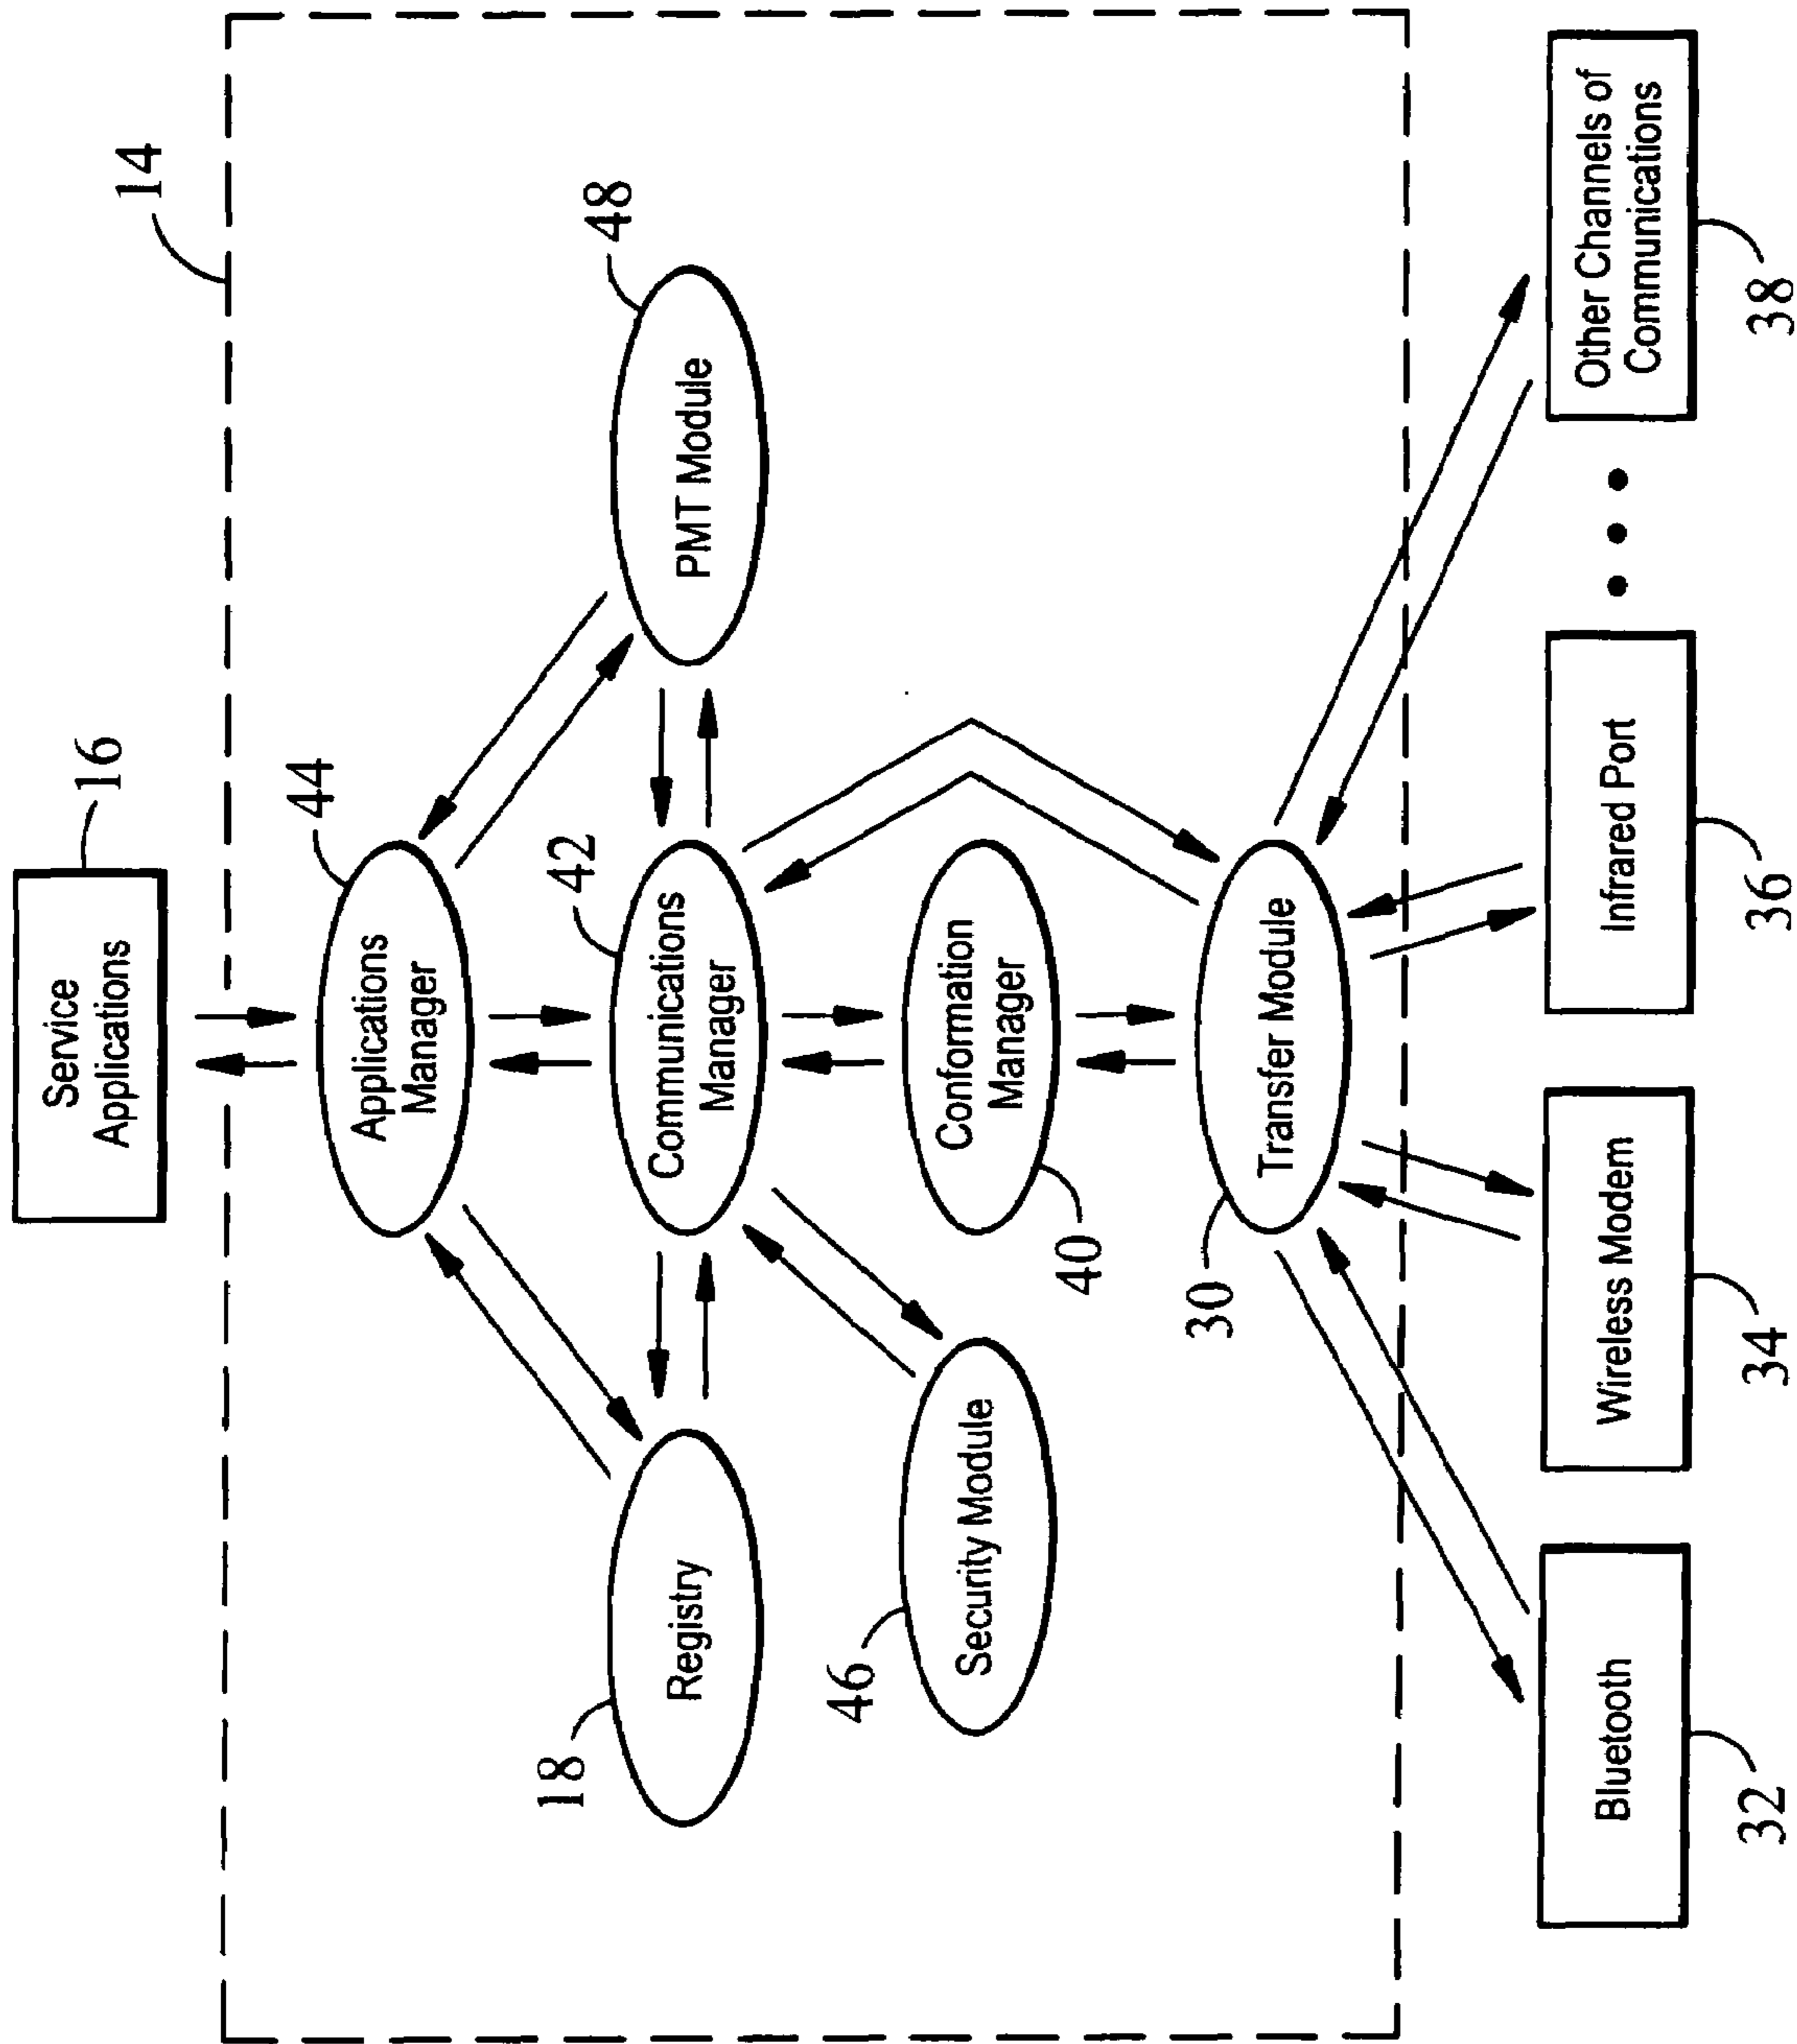 Service
Applications
16
14
44
Applications
Manager
42
Communications
Manager
48
PMT Module
18
Registry
46
Security Module
Conformation
Manager
40
30
Transfer Module
Bluetooth
32
Wireless Modem
34
Infrared Port
36
Other Channels of
Communications
38